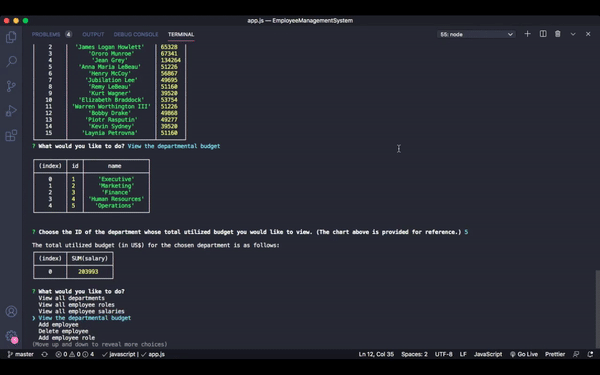 app.js — EmployeeManagementSystem
PROBLEMS 4 OUTPUT DEBUG CONSOLE TERMINAL 55: node
2 'James Logan Howlett' 65328
3 'Ororo Munroe' 67341
4 'Jean Grey' 134264
5 'Anna Maria LeBeau' 51226
6 'Henry McCoy' 56867
7 'Jubilation Lee' 49695
8 'Remy LeBeau' 51160
9 'Kurt Wagner' 39520
10 'Elizabeth Braddock' 53754
11 'Warren Worthington III' 51226
12 'Bobby Drake' 49868
13 'Piotr Rasputin' 49277
14 'Kevin Sydney' 39520
15 'Laynia Petrovna' 51160
? What would you like to do? View the departmental budget
(index) id name
0 1 'Executive'
1 2 'Marketing'
2 3 'Finance'
3 4 'Human Resources'
4 5 'Operations'
? Choose the ID of the department whose total utilized budget you would like to view. (The chart above is provided for reference.) 5
The total utilized budget (in US$) for the chosen department is as follows:
(index) SUM(salary)
0 203993
? What would you like to do?
View all departments
View all employee roles
View all employee salaries
❯ View the departmental budget
Add employee
Delete employee
Add employee role
(Move up and down to reveal more choices)
master 0 0 4 javascript | app.js Ln 12, Col 35 Spaces: 2 UTF-8 LF JavaScript Go Live Prettier